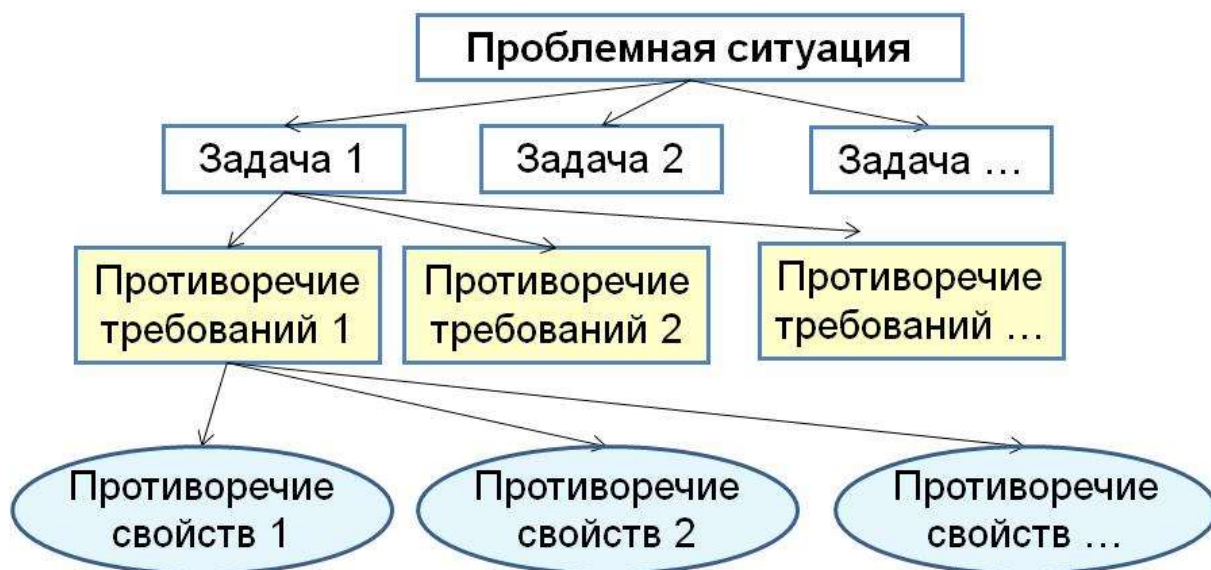 Проблемная ситуация
Задача 1
Задача 2
Задача ...
Противоречие
требований 1
Противоречие
требований 2
Противоречие
требований ...
Противоречие
свойств 1
Противоречие
свойств 2
Противоречие
свойств ...